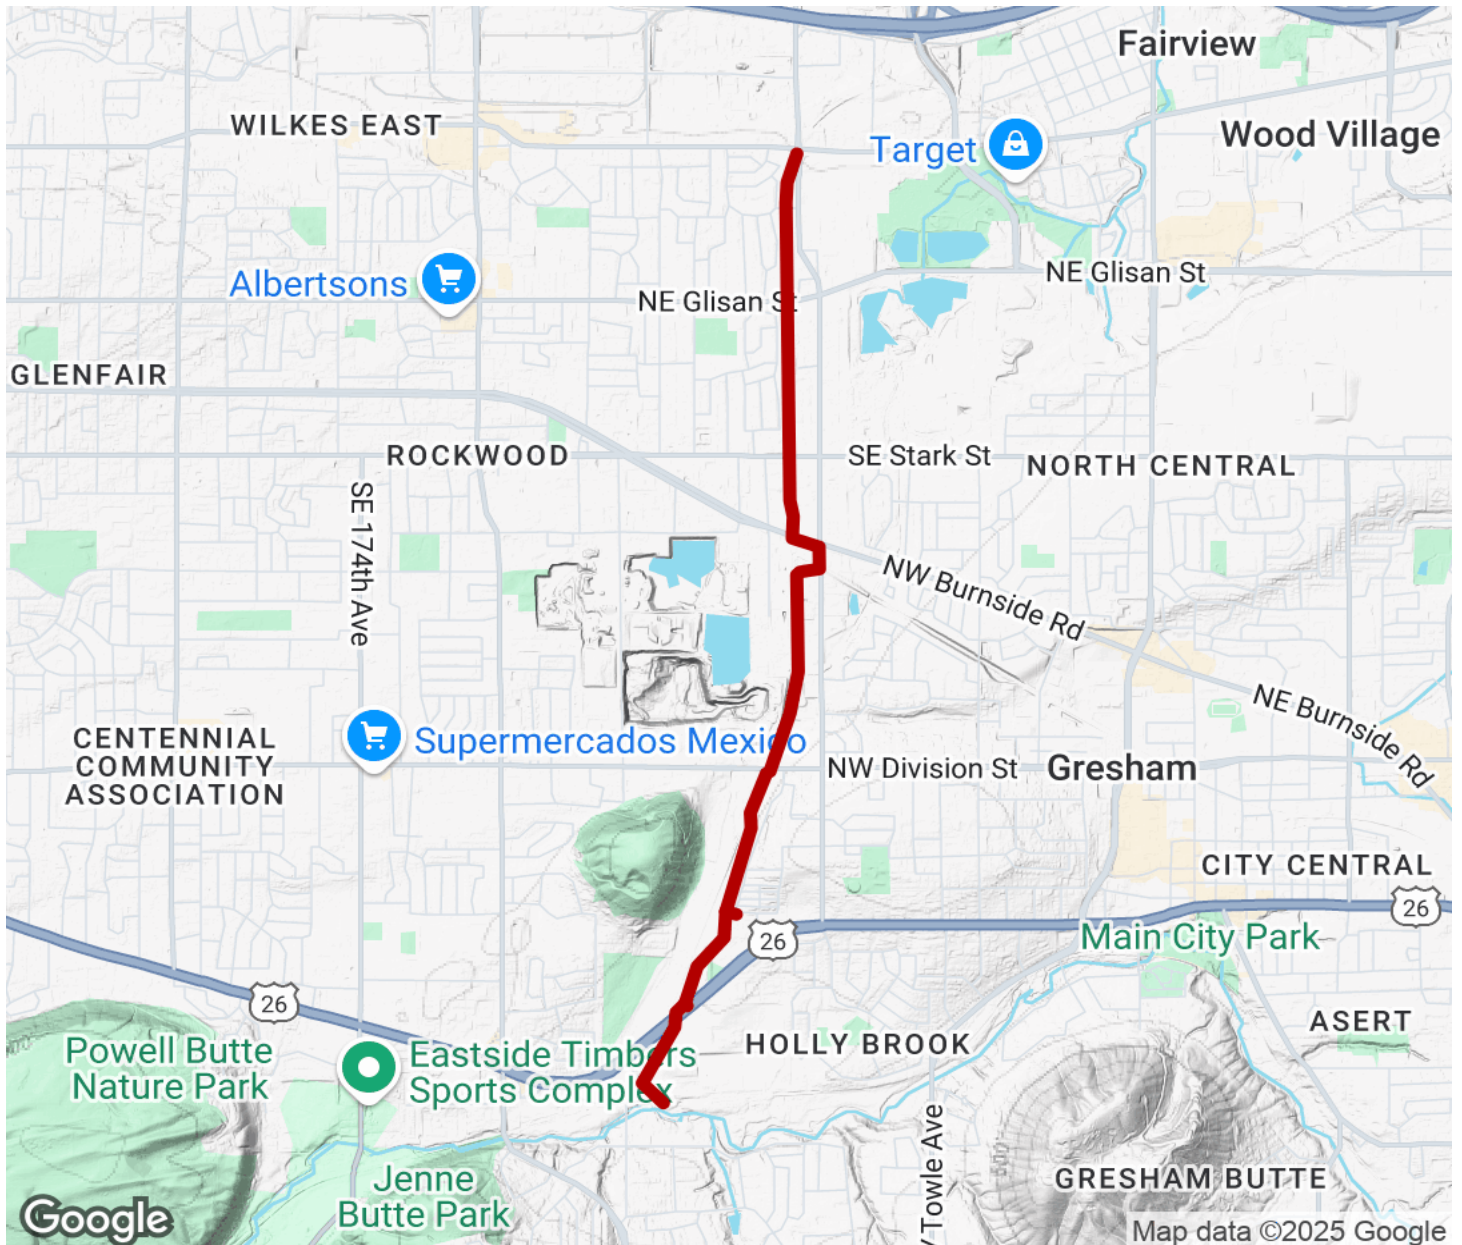 Fairview
WILKES EAST
Target
Wood Village
Albertsons
NE Glisan St
NE Glisan St
GLENFAIR
ROCKWOOD
SE Stark St
NORTH CENTRAL
SE 174th Ave
NW Burnside Rd
NE Burnside Rd
CENTENNIAL
COMMUNITY
ASSOCIATION
Supermercados Mexico
NW Division St
Gresham
CITY CENTRAL
26
26
Main City Park
26
ASERT
HOLLY BROOK
Powell Butte
Nature Park
Eastside Timbers
Sports Complex
Towle Ave
Jenne
Butte Park
GRESHAM BUTTE
Google
Map data ©2025 Google